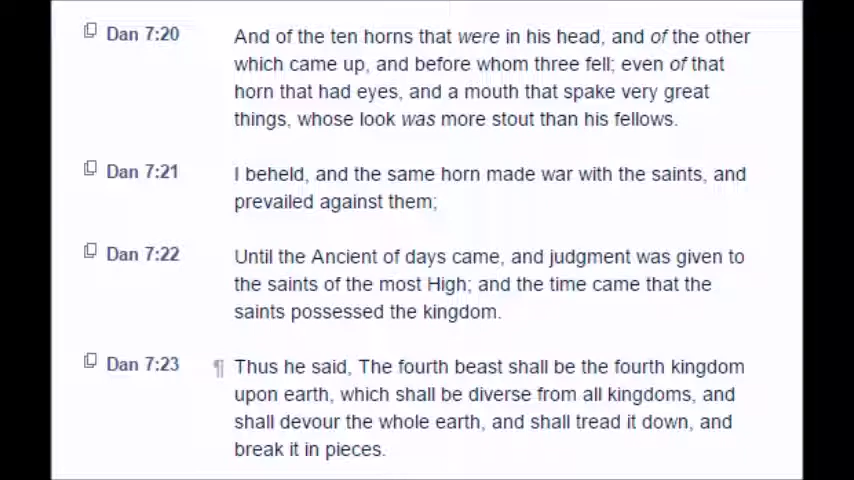 Dan 7:20 And of the ten horns that were in his head, and of the other
which came up, and before whom three fell; even of that
horn that had eyes, and a mouth that spake very great
things, whose look was more stout than his fellows.
Dan 7:21 I beheld, and the same horn made war with the saints, and
prevailed against them;
Dan 7:22 Until the Ancient of days came, and judgment was given to
the saints of the most High; and the time came that the
saints possessed the kingdom.
Dan 7:23 ¶ Thus he said, The fourth beast shall be the fourth kingdom
upon earth, which shall be diverse from all kingdoms, and
shall devour the whole earth, and shall tread it down, and
break it in pieces.